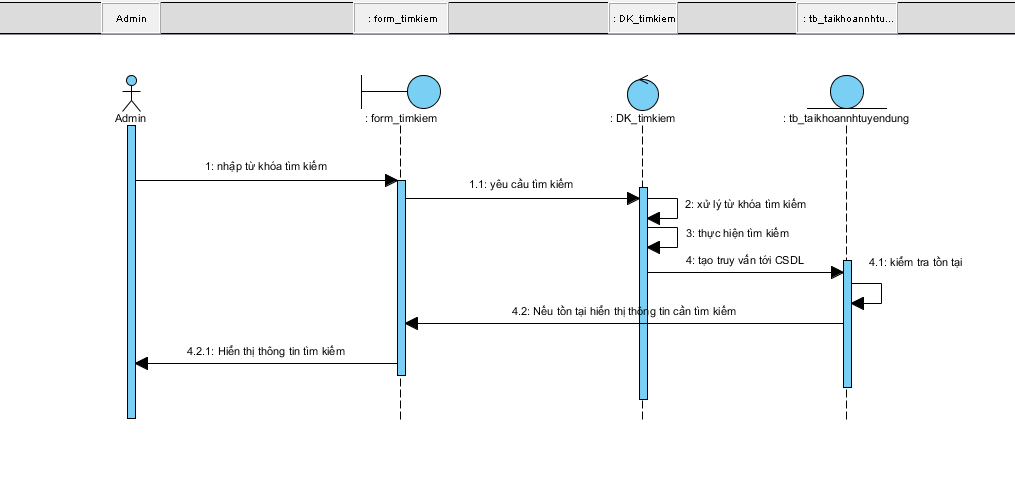 Admin
: form_timkiem
: DK_timkiem
: tb_taikhoannhtu...
Admin
: form_timkiem
: DK_timkiem
: tb_taikhoannhtuyendung
1: nhập từ khóa tìm kiếm
1.1: yêu cầu tìm kiếm
2: xử lý từ khóa tìm kiếm
3: thực hiện tìm kiếm
4: tạo truy vấn tới CSDL
4.1: kiểm tra tồn tại
4.2: Nếu tồn tại hiển thị thông tin cần tìm kiếm
4.2.1: Hiển thị thông tin tìm kiếm